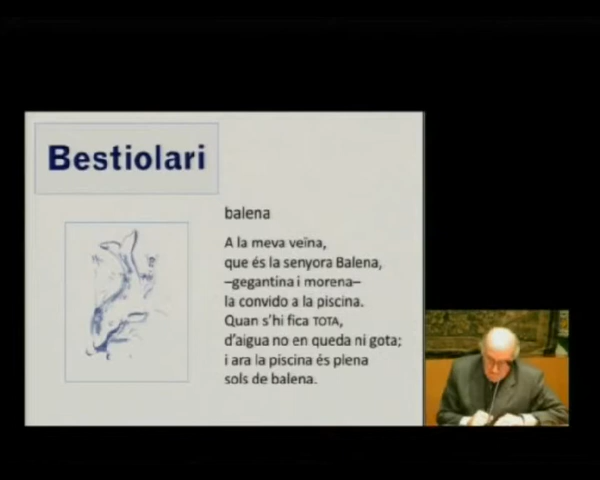 Bestiolari
balena
A la meva veïna,
que és la senyora Balena,
–gegantina i morena–
la convido a la piscina.
Quan s'hi fica TOTA,
d'aigua no en queda ni gota;
i ara la piscina és plena
sols de balena.